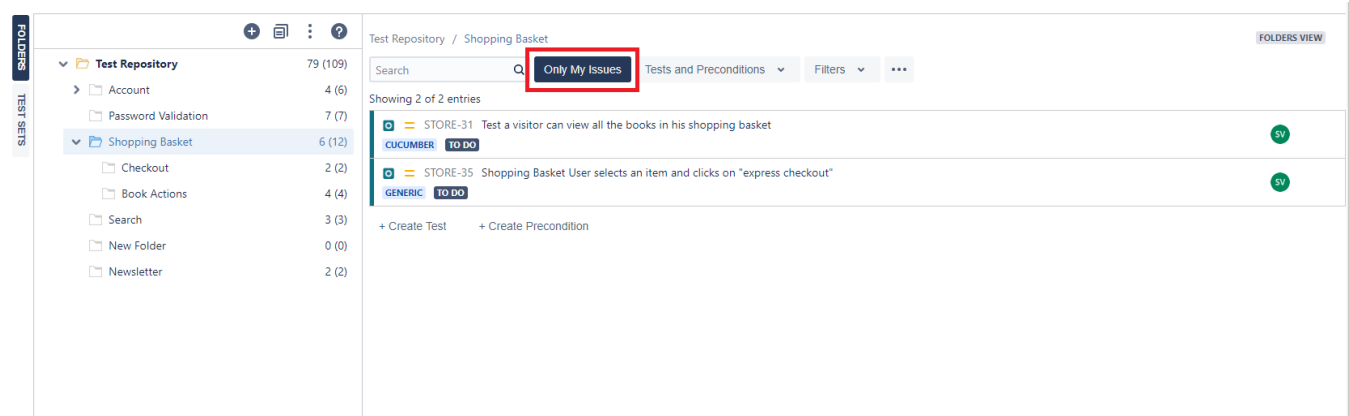 FOLDERS
TEST SETS
Test Repository 79 (109)
Account 4 (6)
Password Validation 7 (7)
Shopping Basket 6 (12)
Checkout 2 (2)
Book Actions 4 (4)
Search 3 (3)
New Folder 0 (0)
Newsletter 2 (2)
Test Repository / Shopping Basket FOLDERS VIEW
Search Only My Issues Tests and Preconditions Filters
Showing 2 of 2 entries
STORE-31 Test a visitor can view all the books in his shopping basket SV
CUCUMBER TO DO
STORE-35 Shopping Basket User selects an item and clicks on "express checkout" SV
GENERIC TO DO
+ Create Test + Create Precondition